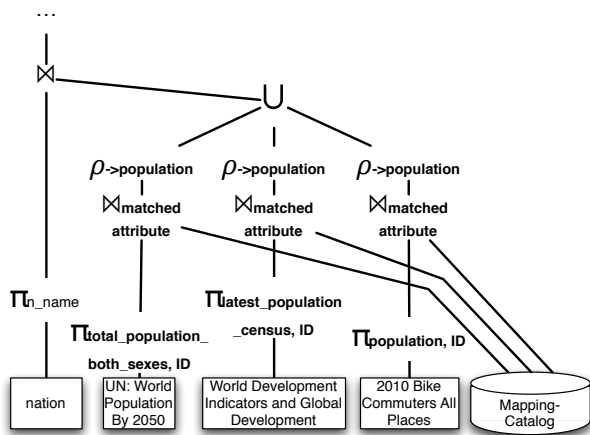 ...
⋈
∪
ρ->population ρ->population ρ->population
⋈matched ⋈matched ⋈matched
attribute attribute attribute
πn_name
πlatest_population
_census, ID
πtotal_population_
both_sexes, ID
πpopulation, ID
nation
UN: World
Population
By 2050
World Development
Indicators and Global
Development
2010 Bike
Commuters All
Places
Mapping-
Catalog